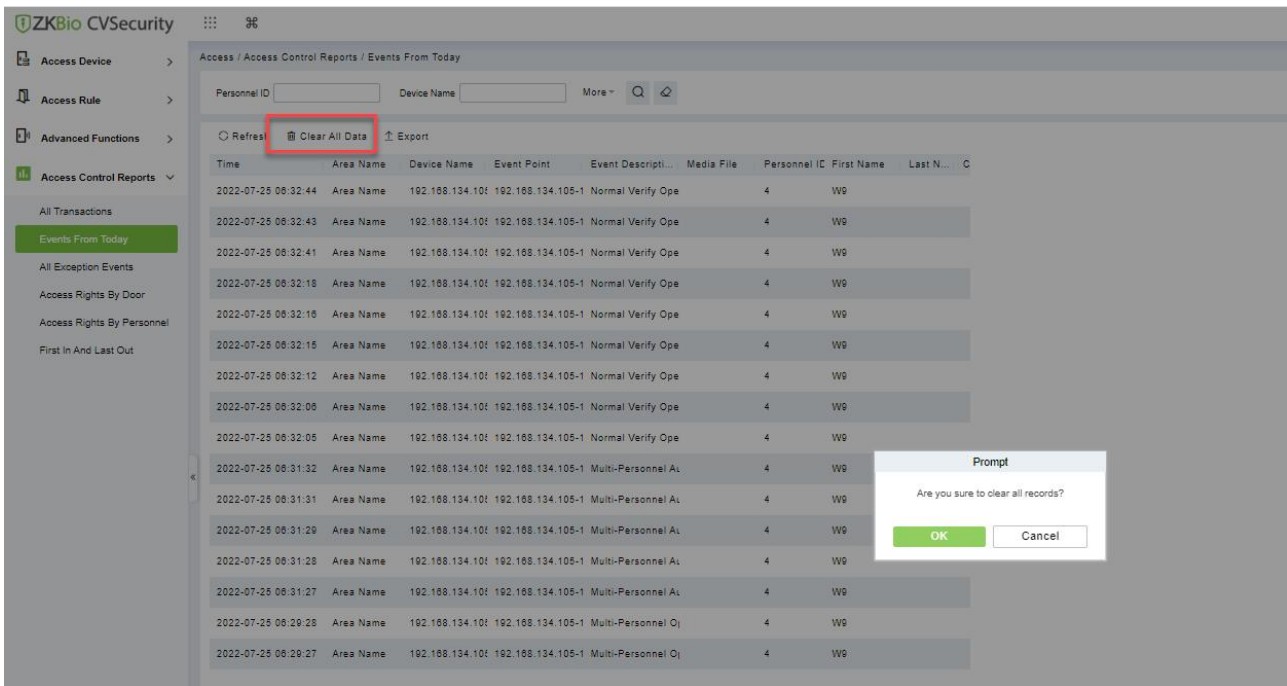 ZKBio CVSecurity
Access Device
Access Rule
Advanced Functions
Access Control Reports
All Transactions
Events From Today
All Exception Events
Access Rights By Door
Access Rights By Personnel
First In And Last Out
Access / Access Control Reports / Events From Today
Personnel ID Device Name More
Refresh Clear All Data Export
Time Area Name Device Name Event Point Event Descripti... Media File Personnel ID First Name Last N... C
2022-07-25 06:32:44 Area Name 192.168.134.105 192.168.134.105-1 Normal Verify Ope 4 W9
2022-07-25 06:32:43 Area Name 192.168.134.105 192.168.134.105-1 Normal Verify Ope 4 W9
2022-07-25 06:32:41 Area Name 192.168.134.105 192.168.134.105-1 Normal Verify Ope 4 W9
2022-07-25 06:32:18 Area Name 192.168.134.105 192.168.134.105-1 Normal Verify Ope 4 W9
2022-07-25 06:32:16 Area Name 192.168.134.105 192.168.134.105-1 Normal Verify Ope 4 W9
2022-07-25 06:32:15 Area Name 192.168.134.105 192.168.134.105-1 Normal Verify Ope 4 W9
2022-07-25 06:32:12 Area Name 192.168.134.105 192.168.134.105-1 Normal Verify Ope 4 W9
2022-07-25 06:32:06 Area Name 192.168.134.105 192.168.134.105-1 Normal Verify Ope 4 W9
2022-07-25 06:32:05 Area Name 192.168.134.105 192.168.134.105-1 Normal Verify Ope 4 W9
2022-07-25 06:31:32 Area Name 192.168.134.105 192.168.134.105-1 Multi-Personnel Au 4 W9
2022-07-25 06:31:31 Area Name 192.168.134.105 192.168.134.105-1 Multi-Personnel Au 4 W9
2022-07-25 06:31:29 Area Name 192.168.134.105 192.168.134.105-1 Multi-Personnel Au 4 W9
2022-07-25 06:31:28 Area Name 192.168.134.105 192.168.134.105-1 Multi-Personnel Au 4 W9
2022-07-25 06:31:27 Area Name 192.168.134.105 192.168.134.105-1 Multi-Personnel Au 4 W9
2022-07-25 06:29:28 Area Name 192.168.134.105 192.168.134.105-1 Multi-Personnel Op 4 W9
2022-07-25 06:29:27 Area Name 192.168.134.105 192.168.134.105-1 Multi-Personnel Op 4 W9
Prompt
Are you sure to clear all records?
OK Cancel